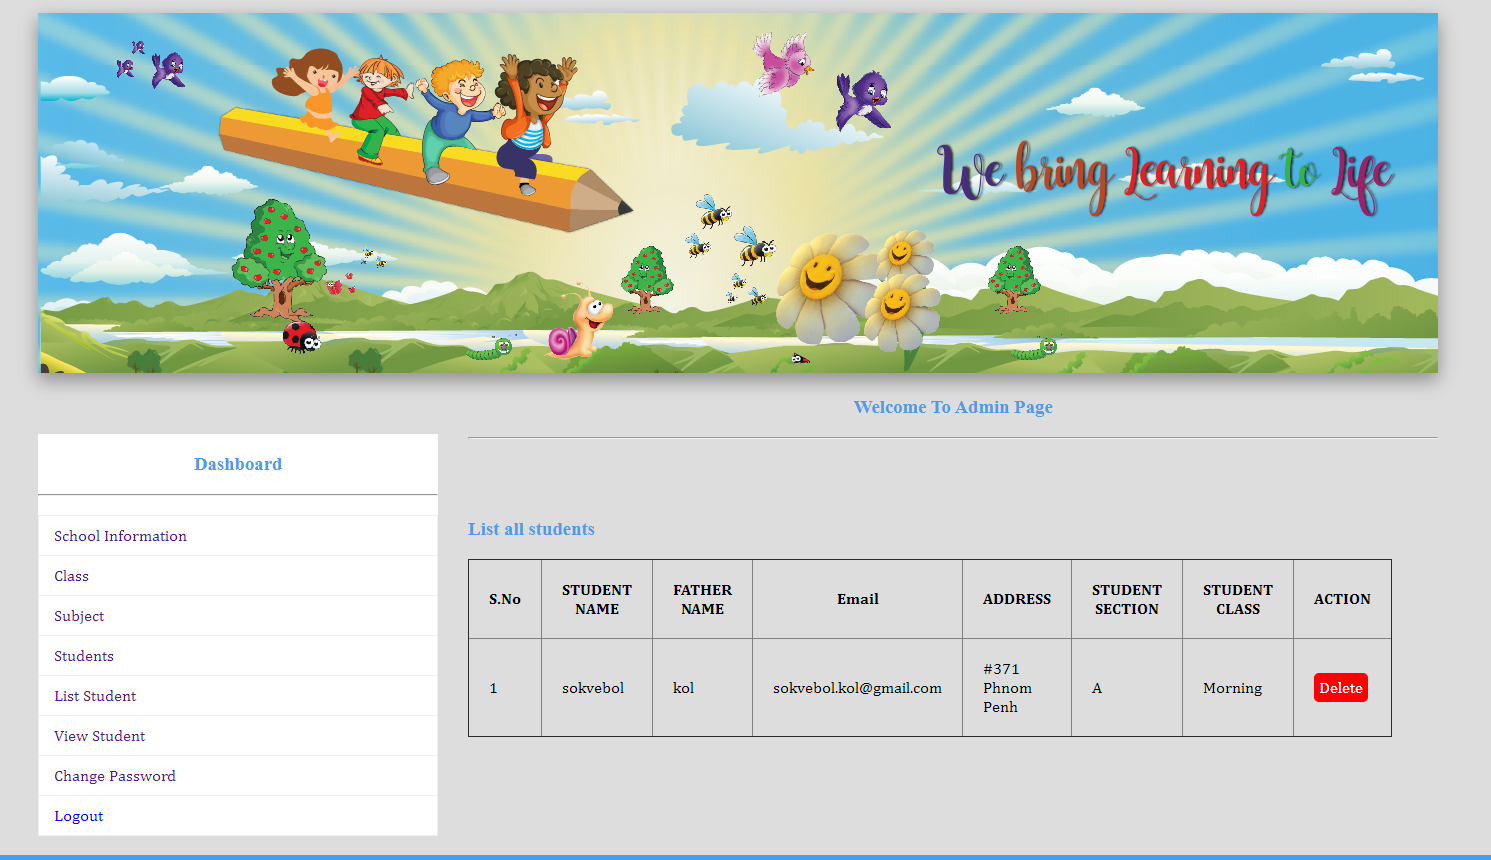 We bring Learning to Life
Welcome To Admin Page
Dashboard
School Information
Class
Subject
Students
List Student
View Student
Change Password
Logout
List all students
S.No
STUDENT
NAME
FATHER
NAME
Email
ADDRESS
STUDENT
SECTION
STUDENT
CLASS
ACTION
1
sokvebol
kol
sokvebol.kol@gmail.com
#371
Phnom
Penh
A
Morning
Delete